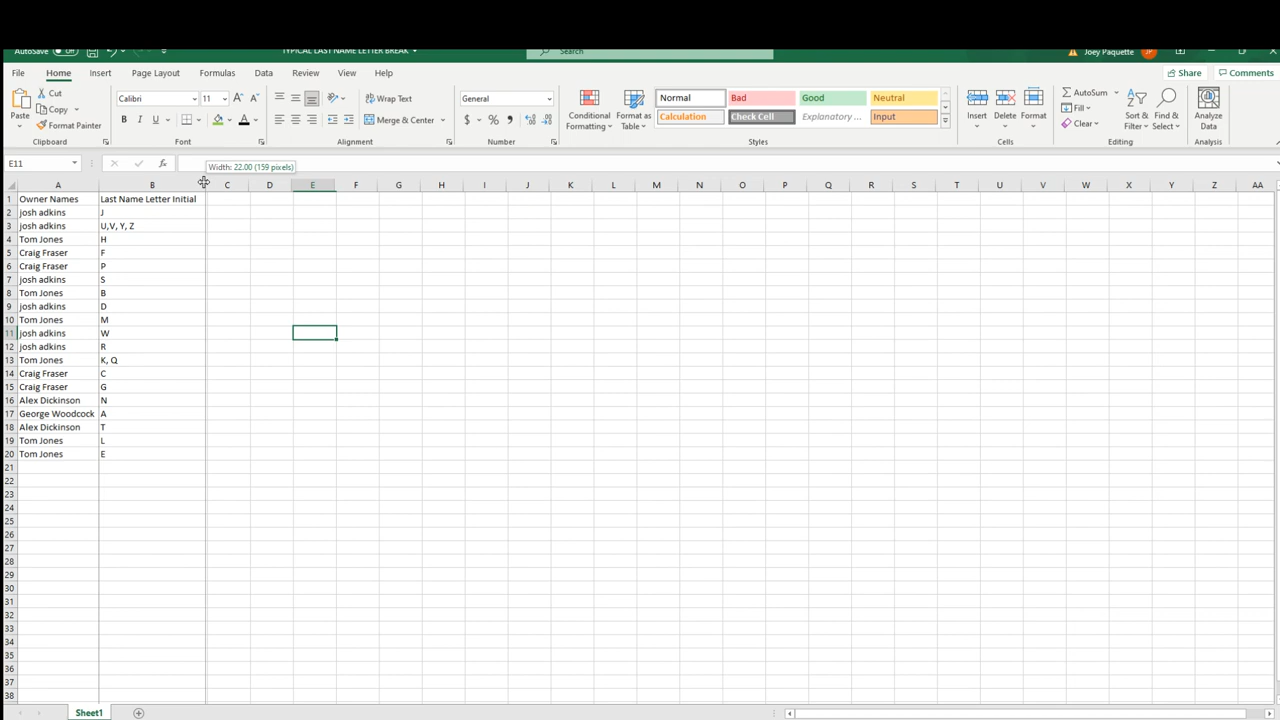 AutoSave Off TYPICAL LAST NAME LETTER BREAK Search Joey Paquette JP
File Home Insert Page Layout Formulas Data Review View Help Share Comments
Paste Cut Copy Format Painter Clipboard
Calibri 11 A A B I U A Font
Wrap Text Merge & Center Alignment
General $ % Number
Conditional Formatting Format as Table
Normal Bad Good Neutral
Calculation Check Cell Explanatory ... Input
Styles
Insert Delete Format Cells
AutoSum Fill Clear Sort & Filter Find & Select Editing
Analyze Data Analysis
E11 fx Width: 22.00 (159 pixels)
A B C D E F G H I J K L M N O P Q R S T U V W X Y Z AA
1 Owner Names Last Name Letter Initial
2 josh adkins J
3 josh adkins U,V, Y, Z
4 Tom Jones H
5 Craig Fraser F
6 Craig Fraser P
7 josh adkins S
8 Tom Jones B
9 josh adkins D
10 Tom Jones M
11 josh adkins W
12 josh adkins R
13 Tom Jones K, Q
14 Craig Fraser C
15 Craig Fraser G
16 Alex Dickinson N
17 George Woodcock A
18 Alex Dickinson T
19 Tom Jones L
20 Tom Jones E
21
22
23
24
25
26
27
28
29
30
31
32
33
34
35
36
37
38
Sheet1